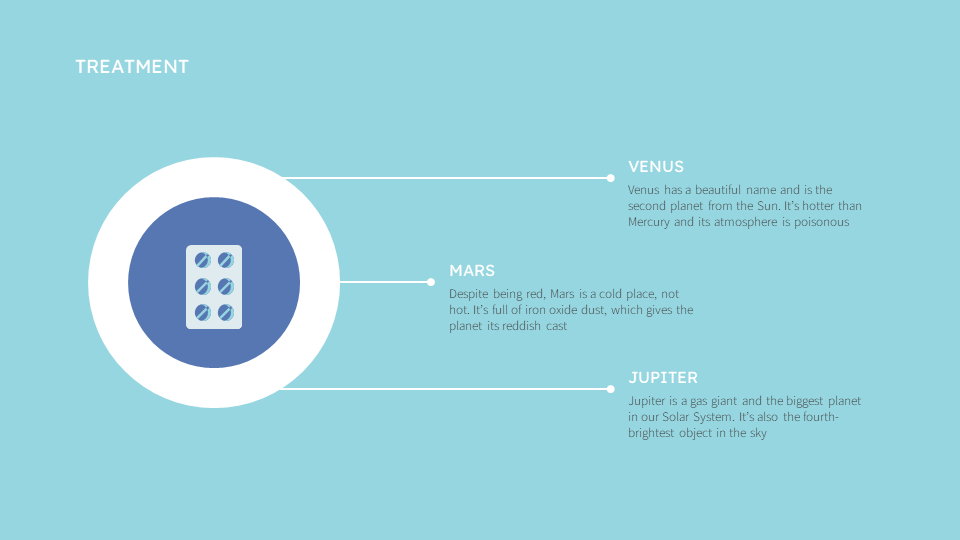 TREATMENT
VENUS
Venus has a beautiful name and is the
second planet from the Sun. It's hotter than
Mercury and its atmosphere is poisonous
MARS
Despite being red, Mars is a cold place, not
hot. It's full of iron oxide dust, which gives the
planet its reddish cast
JUPITER
Jupiter is a gas giant and the biggest planet
in our Solar System. It's also the fourth-
brightest object in the sky